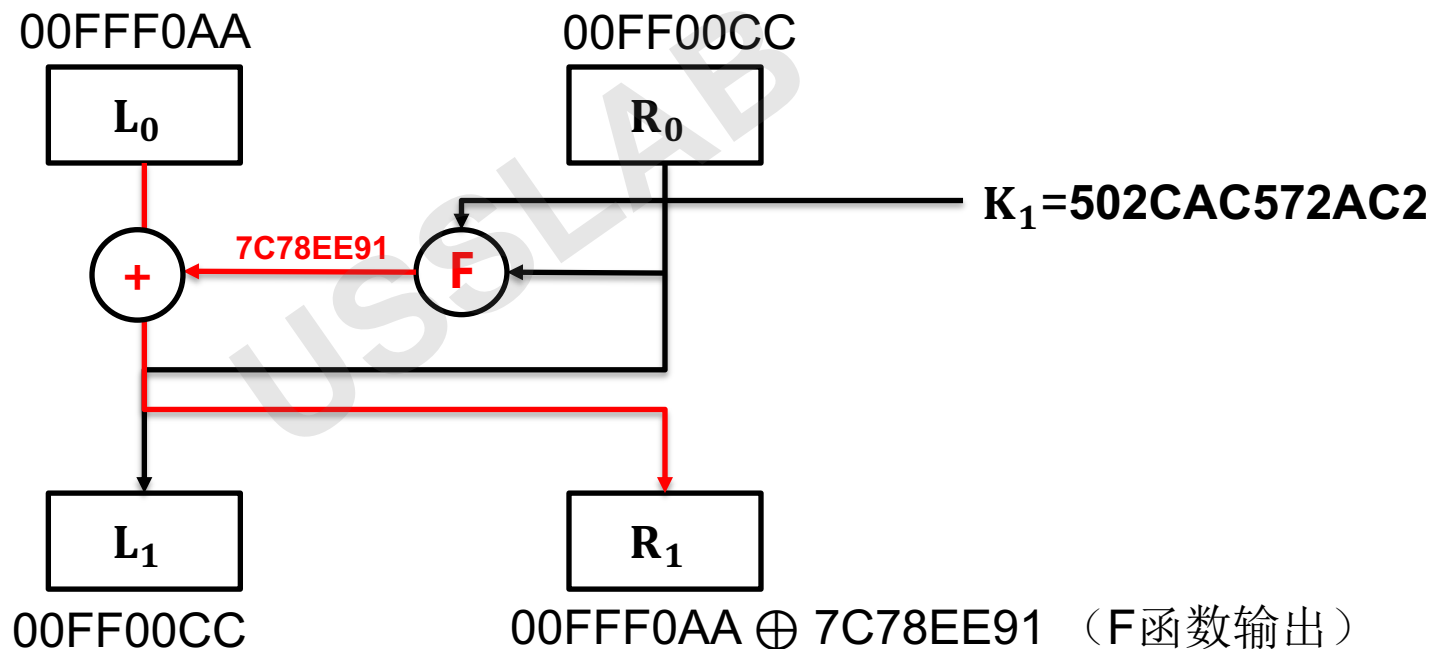 00FFF0AA
00FF00CC
L₀
R₀
K₁=502CAC572AC2
7C78EE91
+
F
L₁
R₁
00FF00CC
00FFF0AA ⊕ 7C78EE91 （F函数输出）
USSLAB